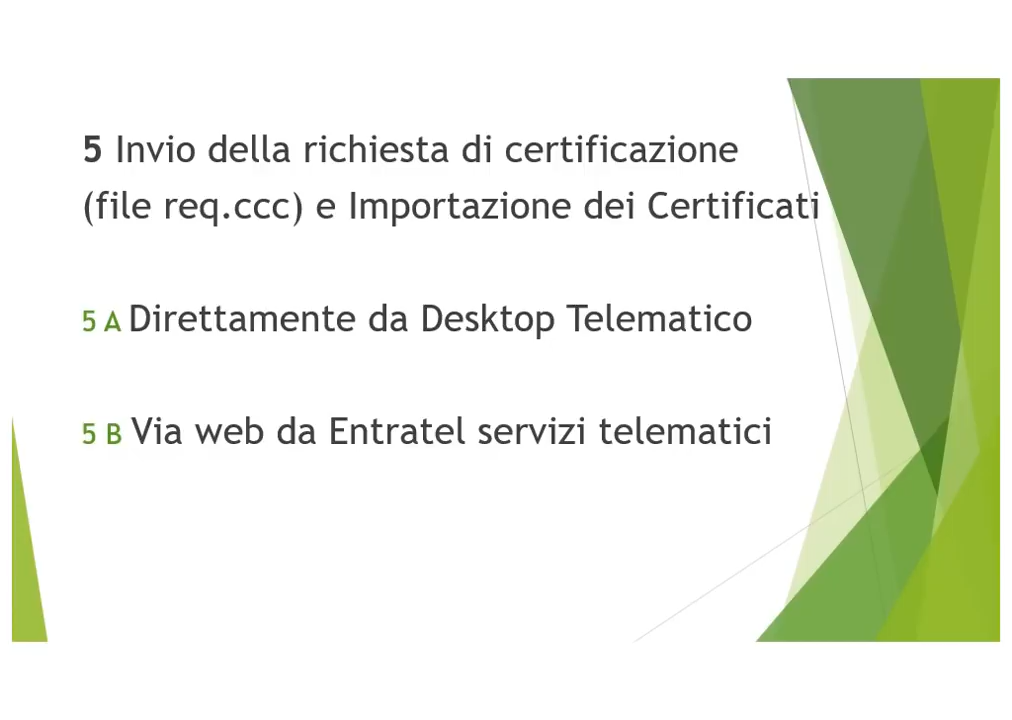 5 Invio della richiesta di certificazione
(file req.ccc) e Importazione dei Certificati
5 A Direttamente da Desktop Telematico
5 B Via web da Entratel servizi telematici